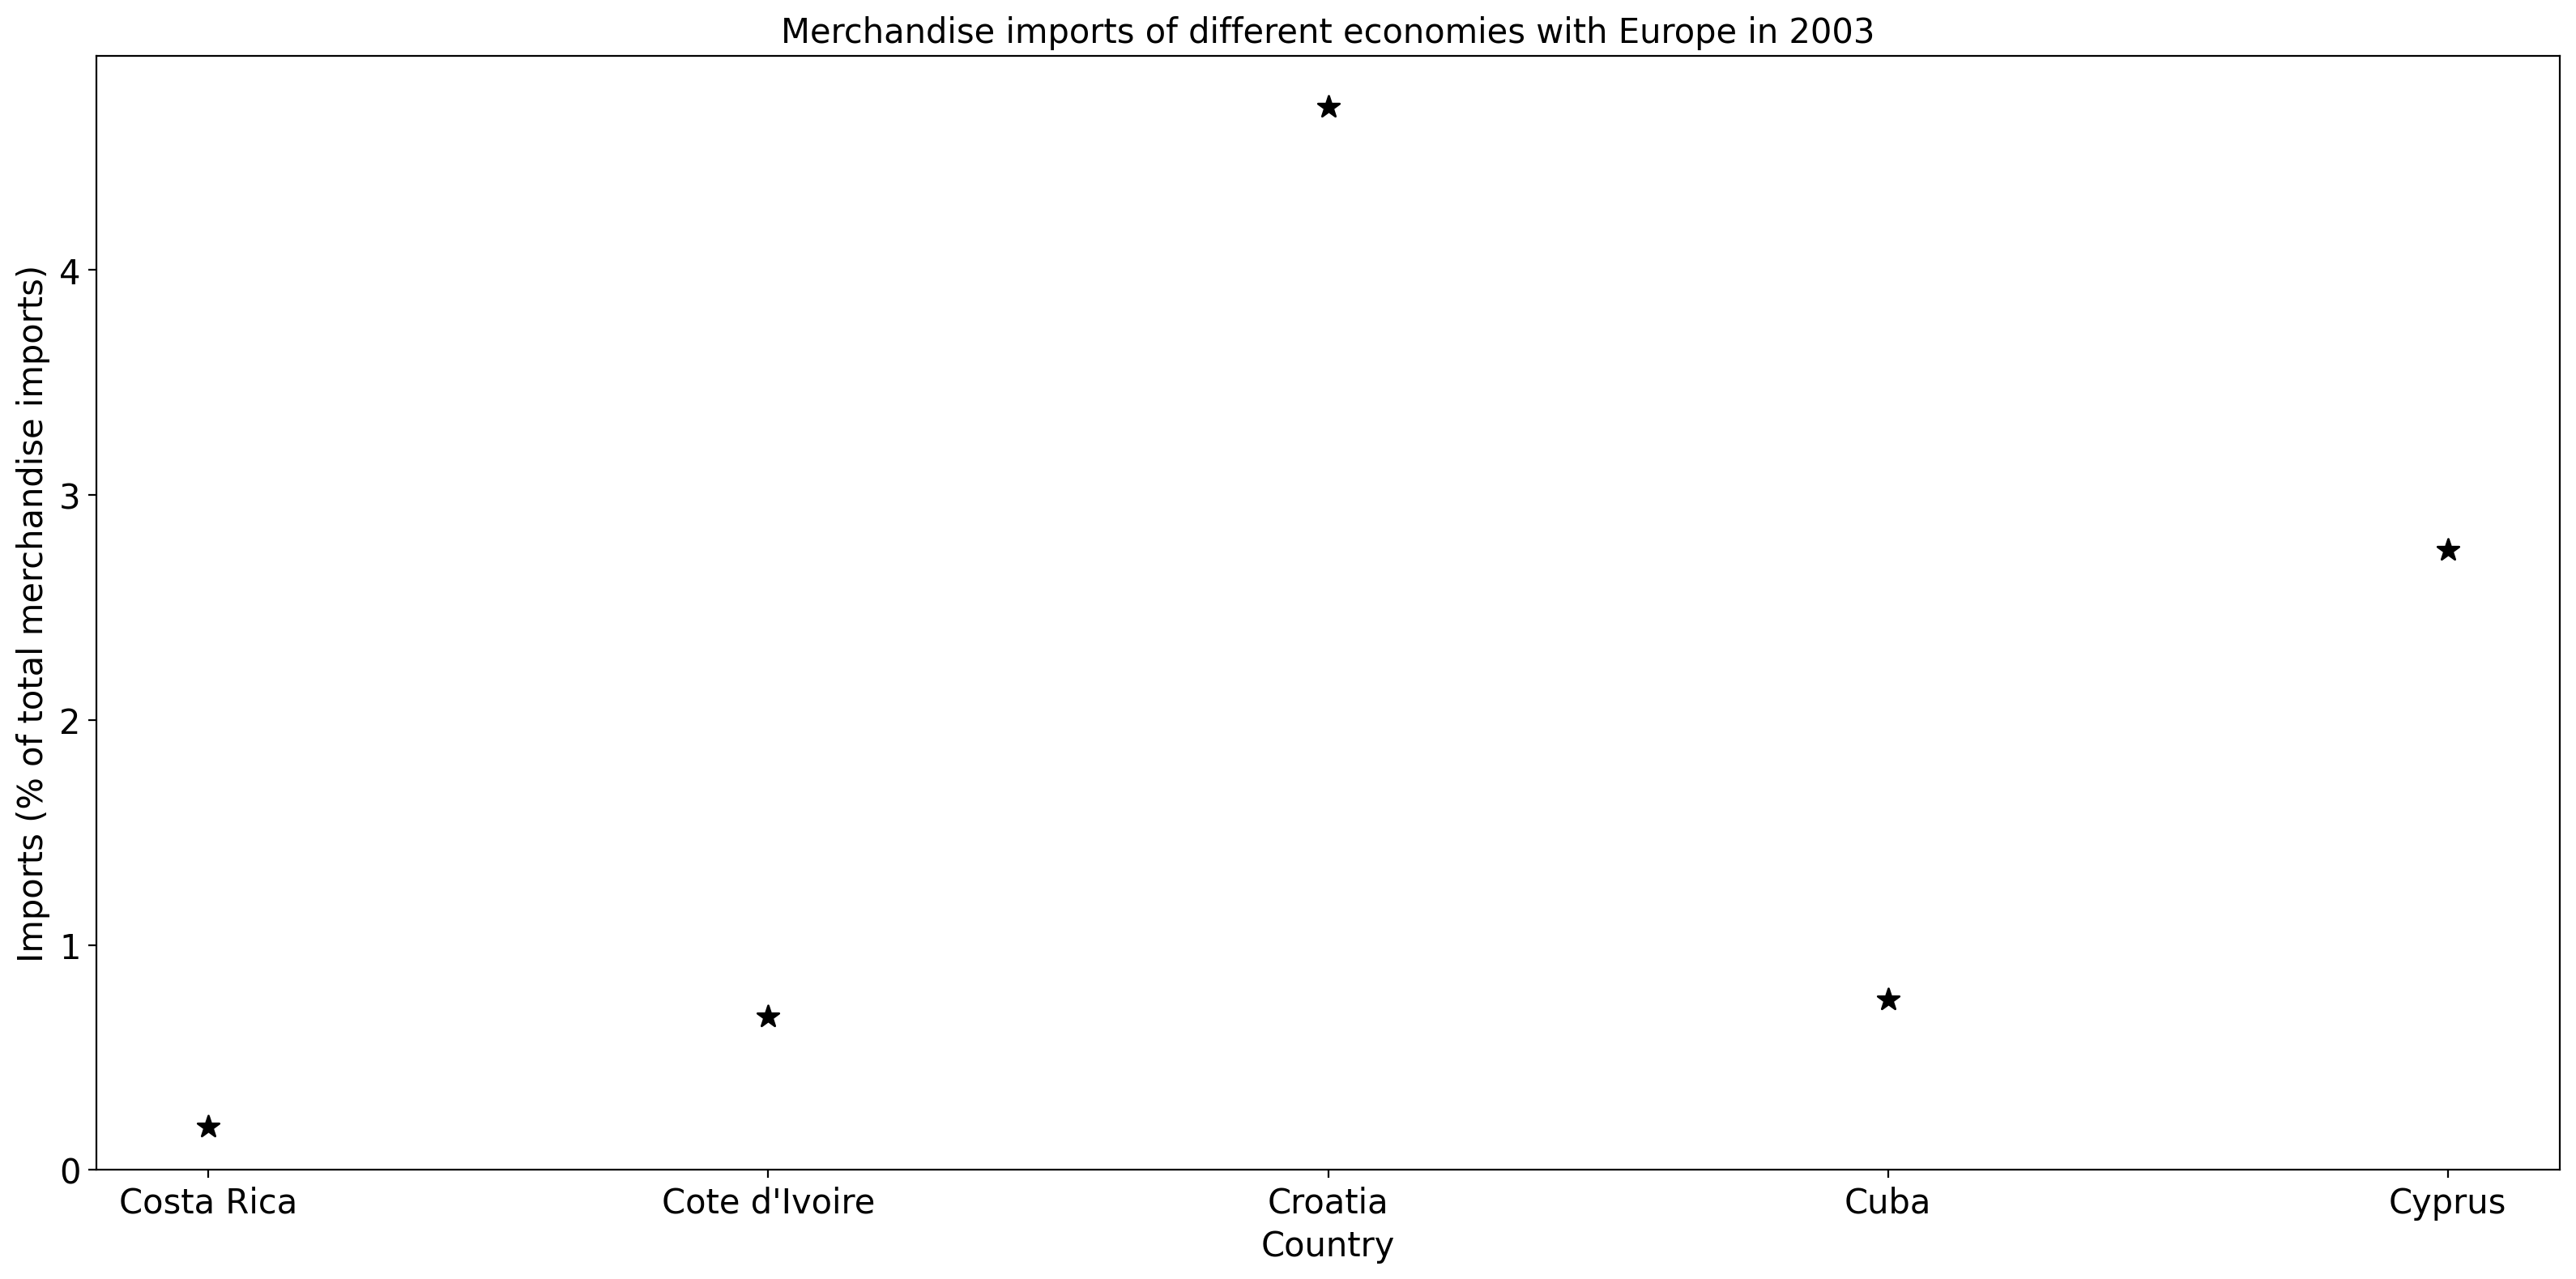 Merchandise imports of different economies with Europe in 2003
Imports (% of total merchandise imports)
4
3
2
1
0
Costa Rica
Cote d'Ivoire
Croatia
Cuba
Cyprus
Country